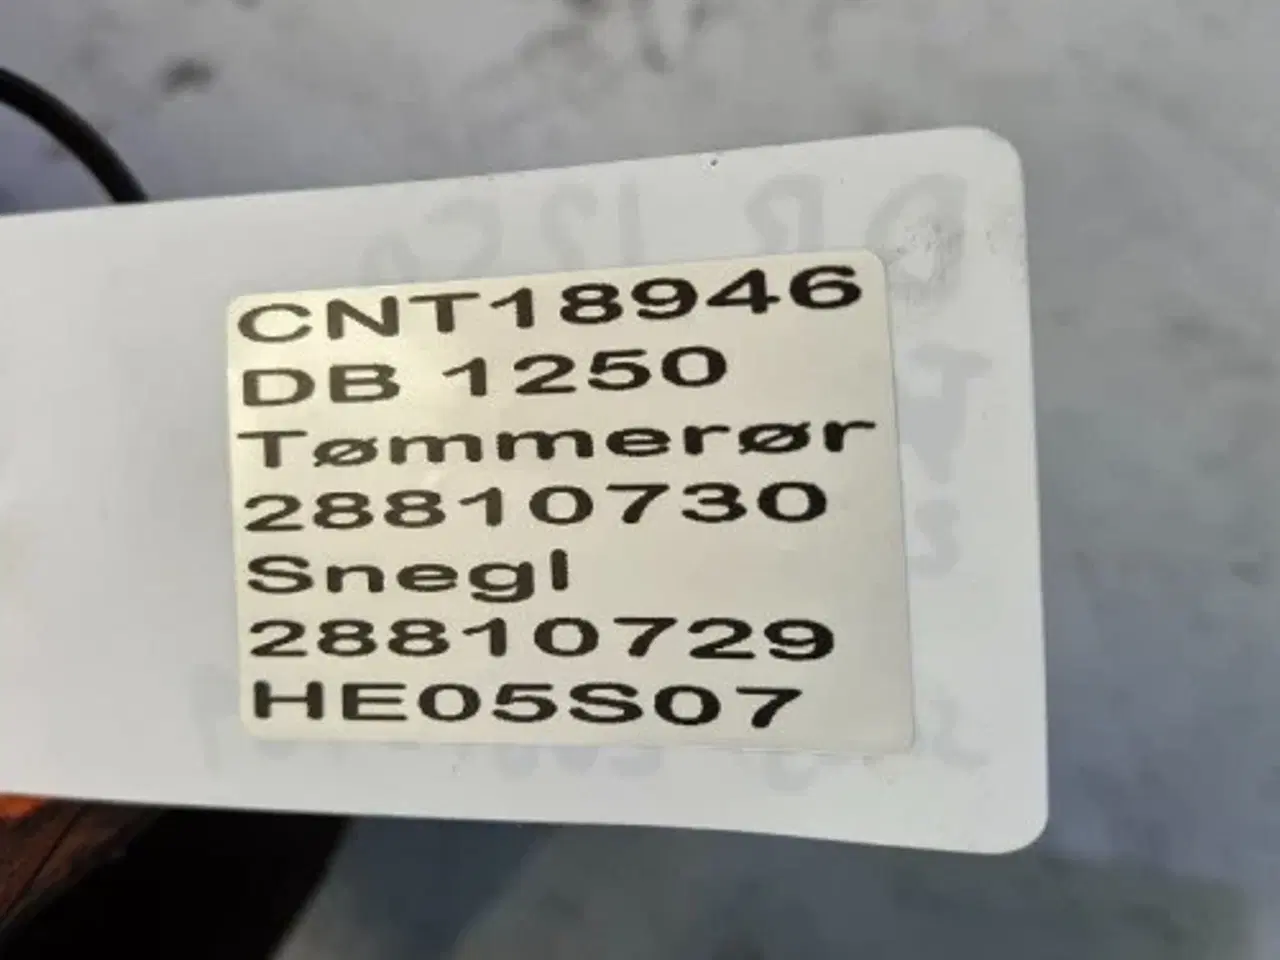 CNT18946
DB 1250
Tømmerør
28810730
Snegl
28810729
HE05S07